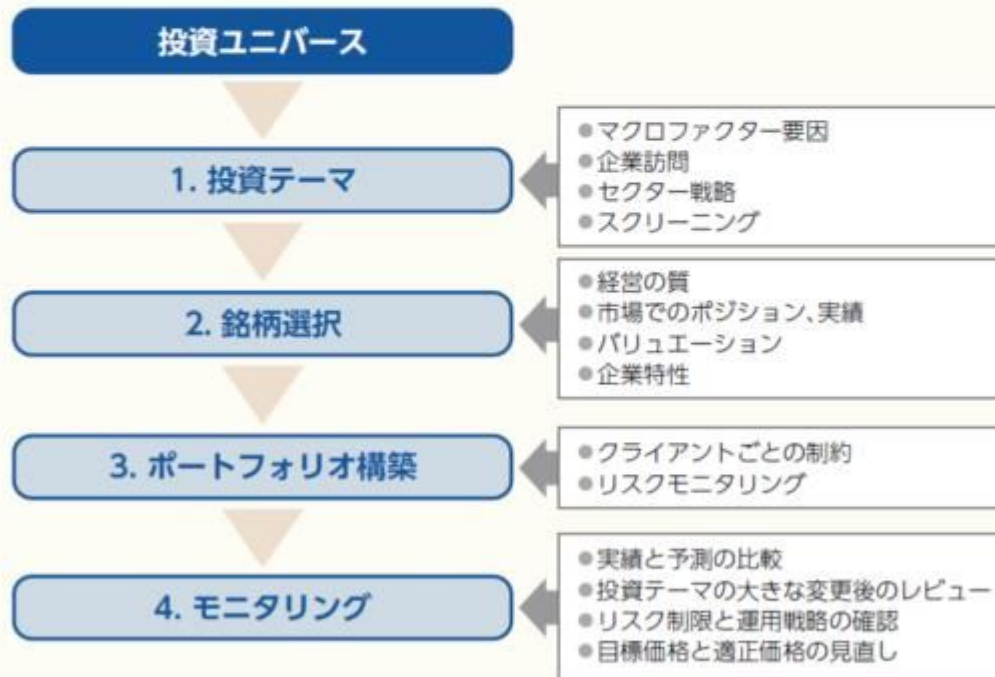 投資ユニバース
1. 投資テーマ
●マクロファクター要因
●企業訪問
●セクター戦略
●スクリーニング
2. 銘柄選択
●経営の質
●市場でのポジション、実績
●バリュエーション
●企業特性
3. ポートフォリオ構築
●クライアントごとの制約
●リスクモニタリング
4. モニタリング
●実績と予測の比較
●投資テーマの大きな変更後のレビュー
●リスク制限と運用戦略の確認
●目標価格と適正価格の見直し